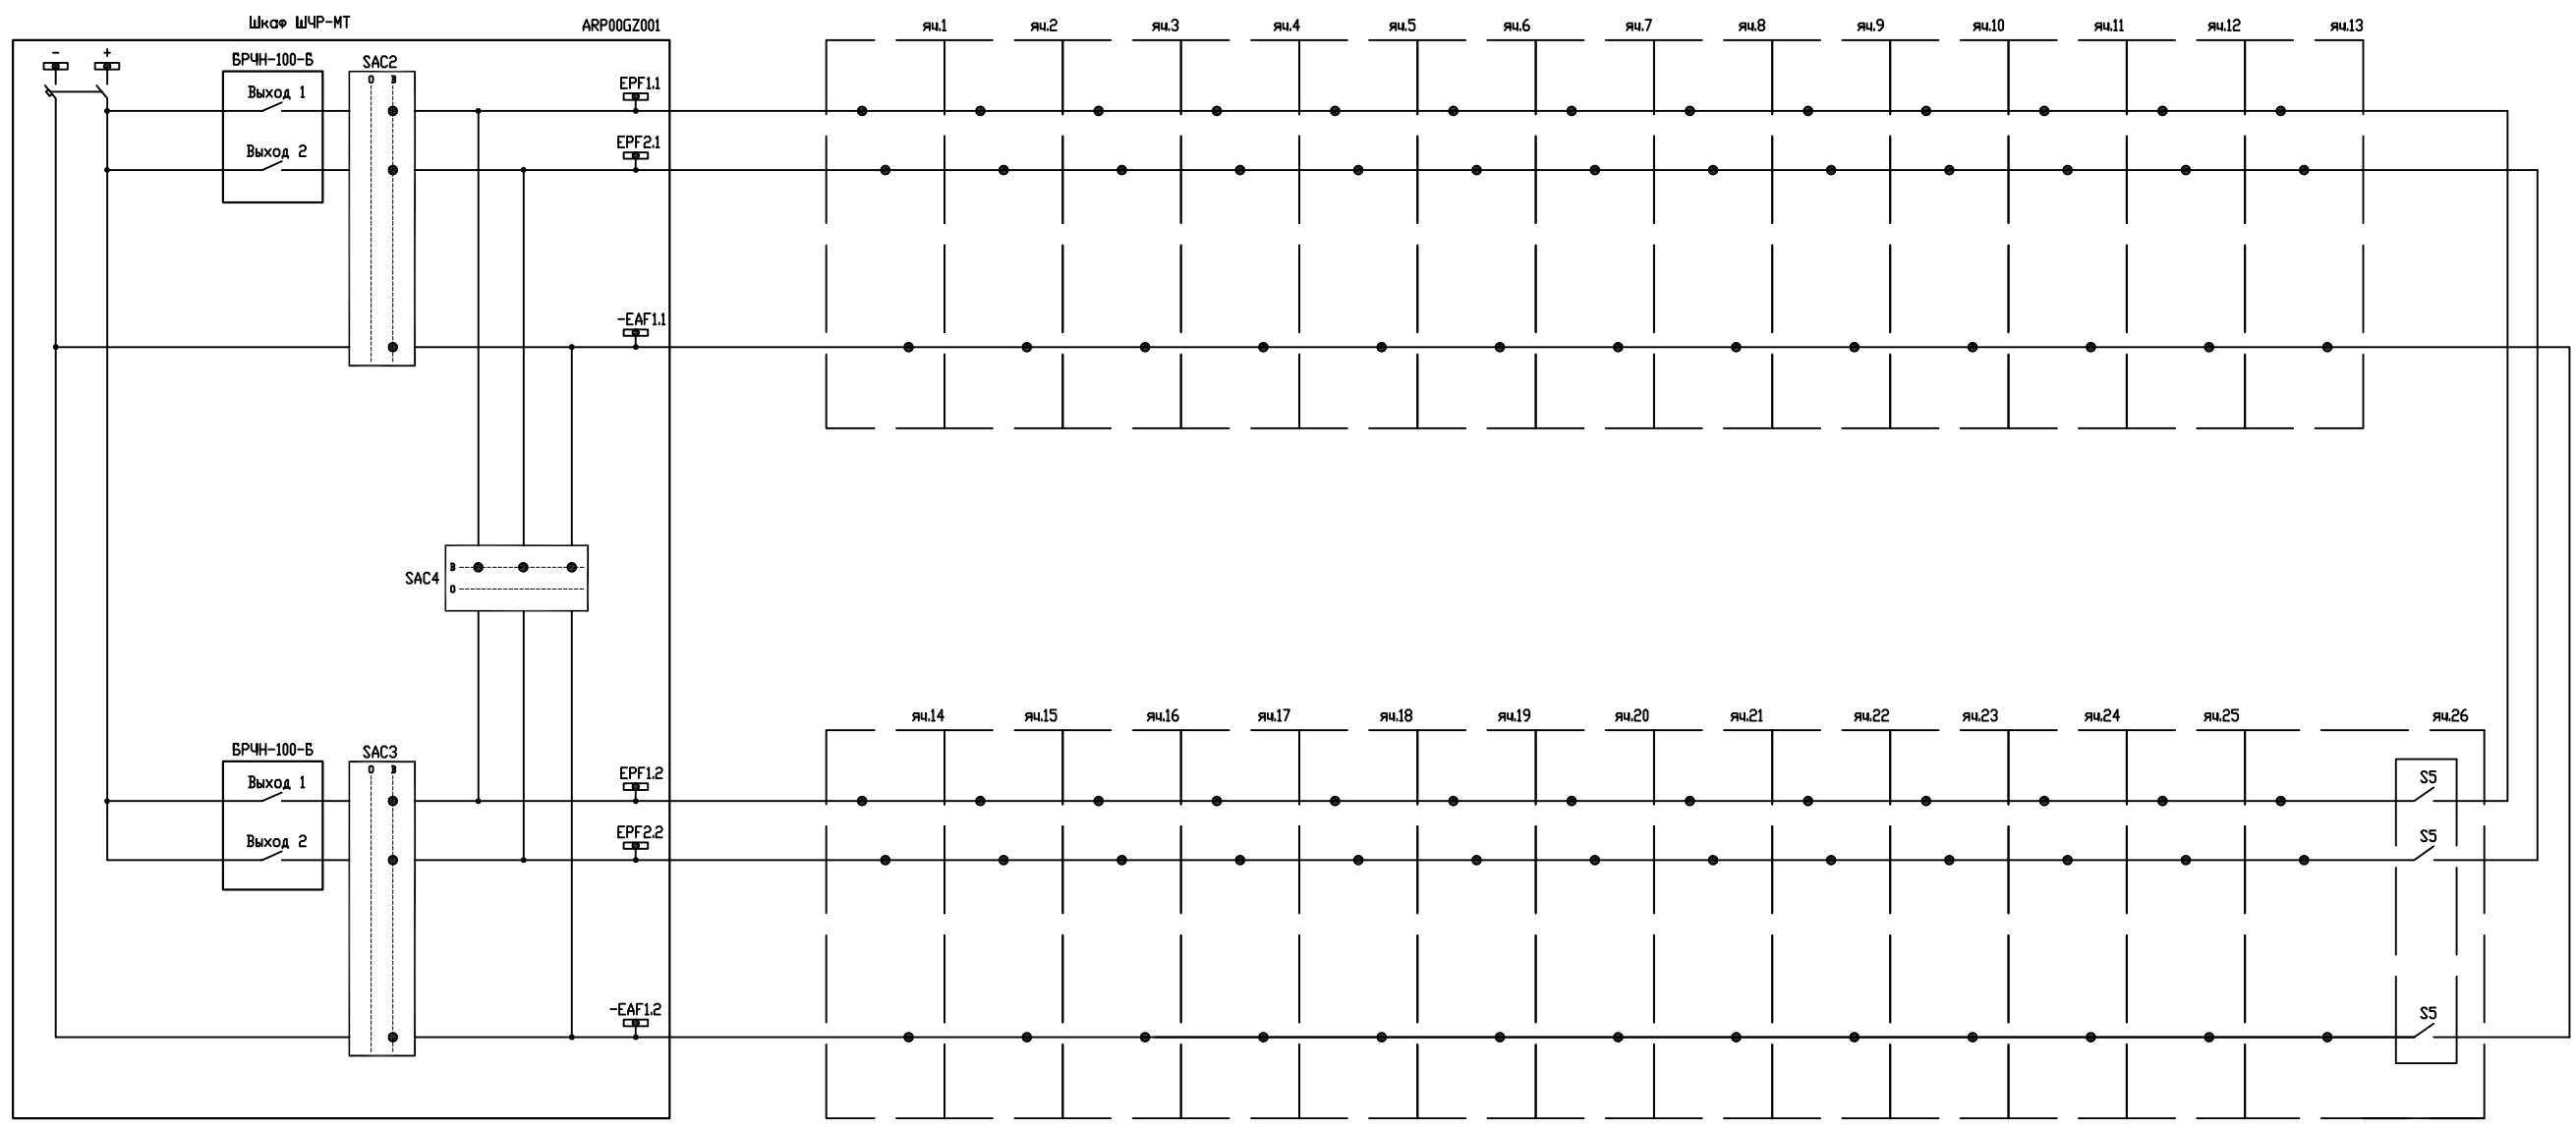 Шкаф ШЧР-МТ
ARP00GZ001
яч.1
яч.2
яч.3
яч.4
яч.5
яч.6
яч.7
яч.8
яч.9
яч.10
яч.11
яч.12
яч.13
- +
БРЧН-100-Б
SAC2
О В
Выход 1
Выход 2
EPF1.1
EPF2.1
-EAF1.1
SAC4
В
О
яч.14
яч.15
яч.16
яч.17
яч.18
яч.19
яч.20
яч.21
яч.22
яч.23
яч.24
яч.25
яч.26
БРЧН-100-Б
SAC3
О В
Выход 1
Выход 2
EPF1.2
EPF2.2
-EAF1.2
S5
S5
S5